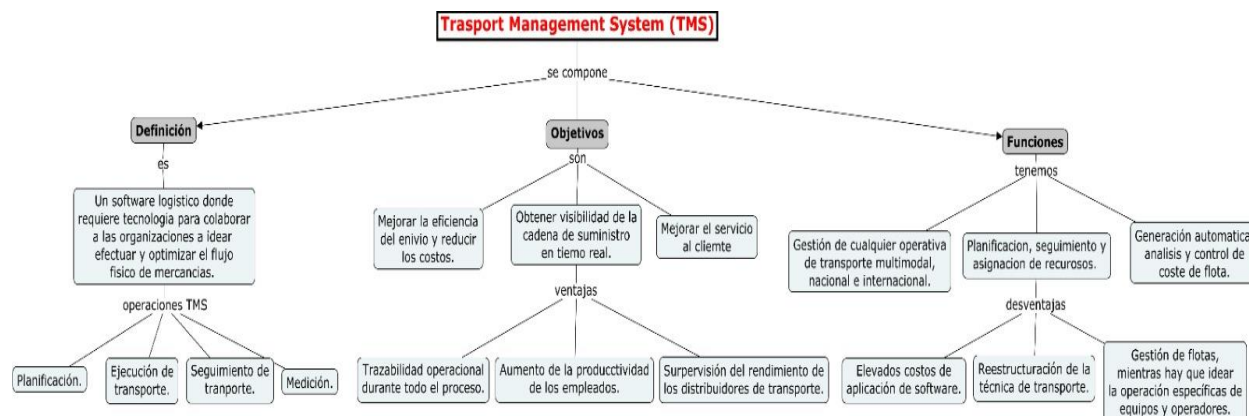 Trasport Management System (TMS)
se compone
Definición
es
Un software logistico donde
requiere tecnologia para colaborar
a las organizaciones a idear
efectuar y optimizar el flujo
fisico de mercancias.
operaciones TMS
Planificación.
Ejecución de
transporte.
Seguimiento de
tranporte.
Medición.
Objetivos
son
Mejorar la eficiencia
del envio y reducir
los costos.
Obtener visibilidad de la
cadena de suministro
en tiemo real.
Mejorar el servicio
al cliemte
ventajas
Trazabilidad operacional
durante todo el proceso.
Aumento de la producttividad
de los empleados.
Surpervisión del rendimiento de
los distribuidores de transporte.
Funciones
tenemos
Gestión de cualquier operativa
de transporte multimodal,
nacional e internacional.
Planificacion, seguimiento y
asignacion de recurosos.
Generación automatica
analisis y control de
coste de flota.
desventajas
Elevados costos de
aplicación de software.
Reestructuración de la
técnica de transporte.
Gestión de flotas,
mientras hay que idear
la operación específicas de
equipos y operadores.